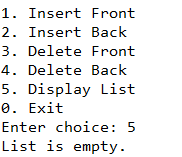 1. Insert Front
2. Insert Back
3. Delete Front
4. Delete Back
5. Display List
0. Exit
Enter choice: 5
List is empty.